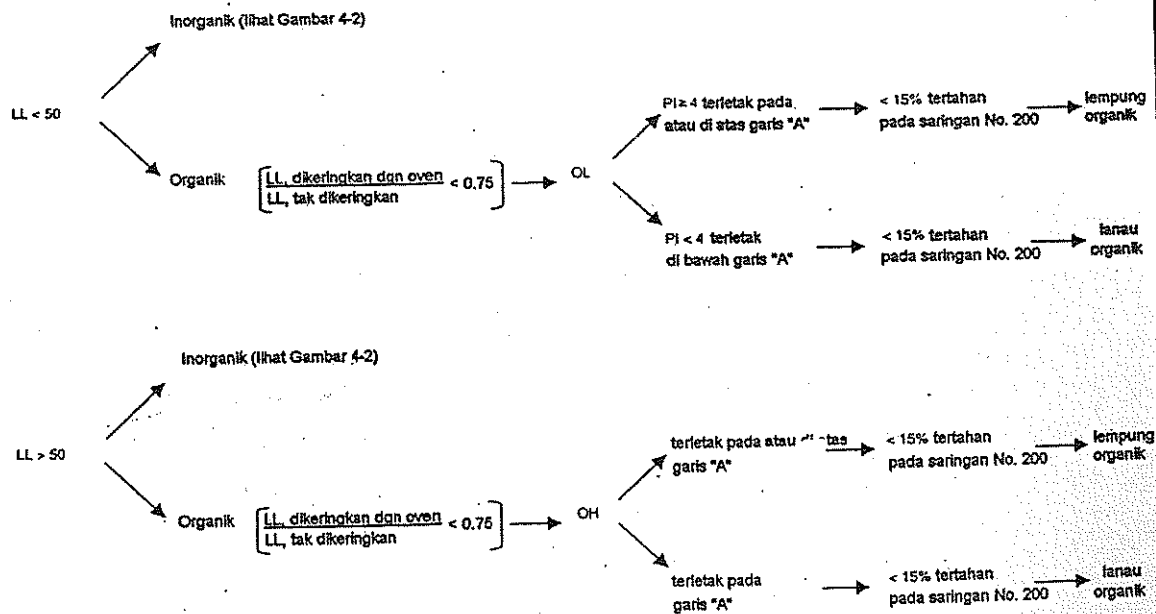 Inorganik (lihat Gambar 4-2)
LL < 50
Organik
LL, dikeringkan dgn oven
LL, tak dikeringkan
< 0.75
OL
PI ≥ 4 terletak pada
atau di atas garis "A"
< 15% tertahan
pada saringan No. 200
lempung
organik
PI < 4 terletak
di bawah garis "A"
< 15% tertahan
pada saringan No. 200
lanau
organik
Inorganik (lihat Gambar 4-2)
LL > 50
Organik
LL, dikeringkan dgn oven
LL, tak dikeringkan
< 0.75
OH
terletak pada atau
garis "A"
< 15% tertahan
pada saringan No. 200
lempung
organik
terletak pada
garis "A"
< 15% tertahan
pada saringan No. 200
lanau
organik